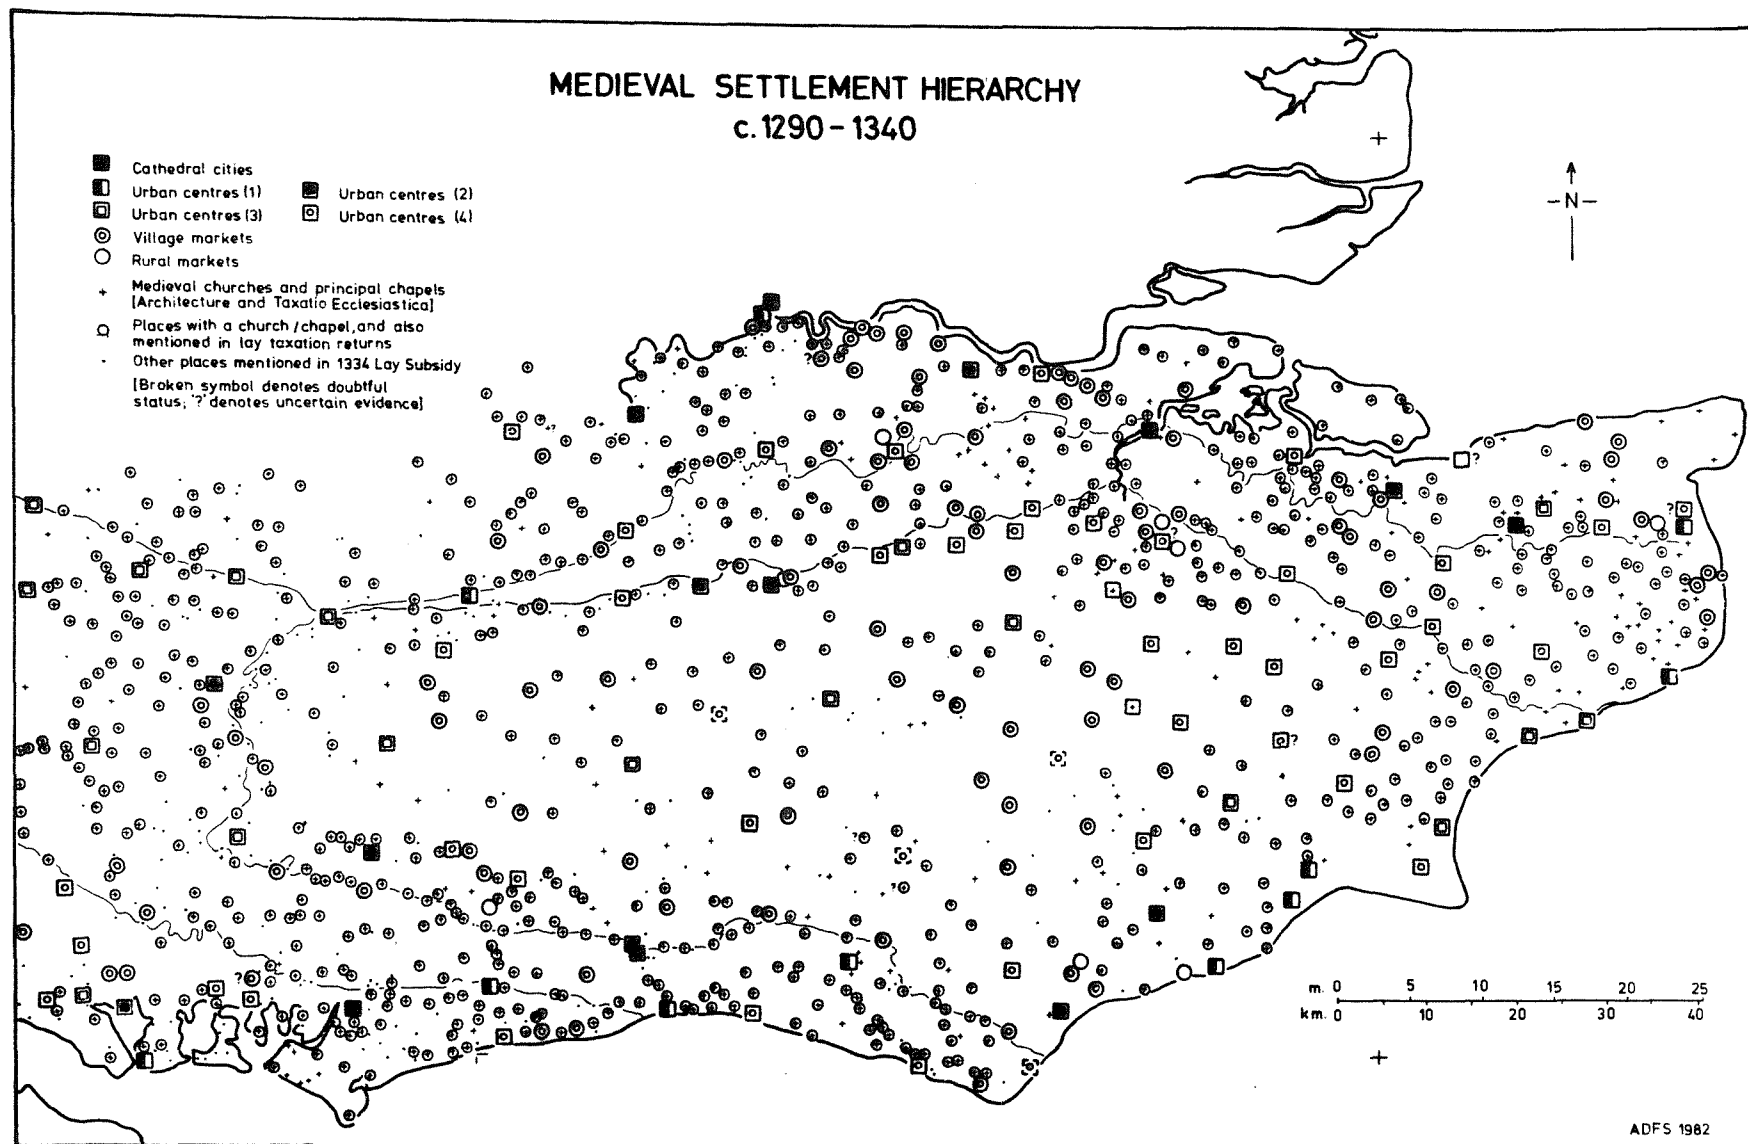 MEDIEVAL SETTLEMENT HIERARCHY
c. 1290 – 1340
Cathedral cities
Urban centres (1)
Urban centres (2)
Urban centres (3)
Urban centres (4)
Village markets
Rural markets
Medieval churches and principal chapels
[Architecture and Taxatio Ecclesiastica]
Places with a church / chapel, and also
mentioned in lay taxation returns
Other places mentioned in 1334 Lay Subsidy
[Broken symbol denotes doubtful
status; '?' denotes uncertain evidence]
–N–
m. 0 5 10 15 20 25
km. 0 10 20 30 40
ADFS 1982